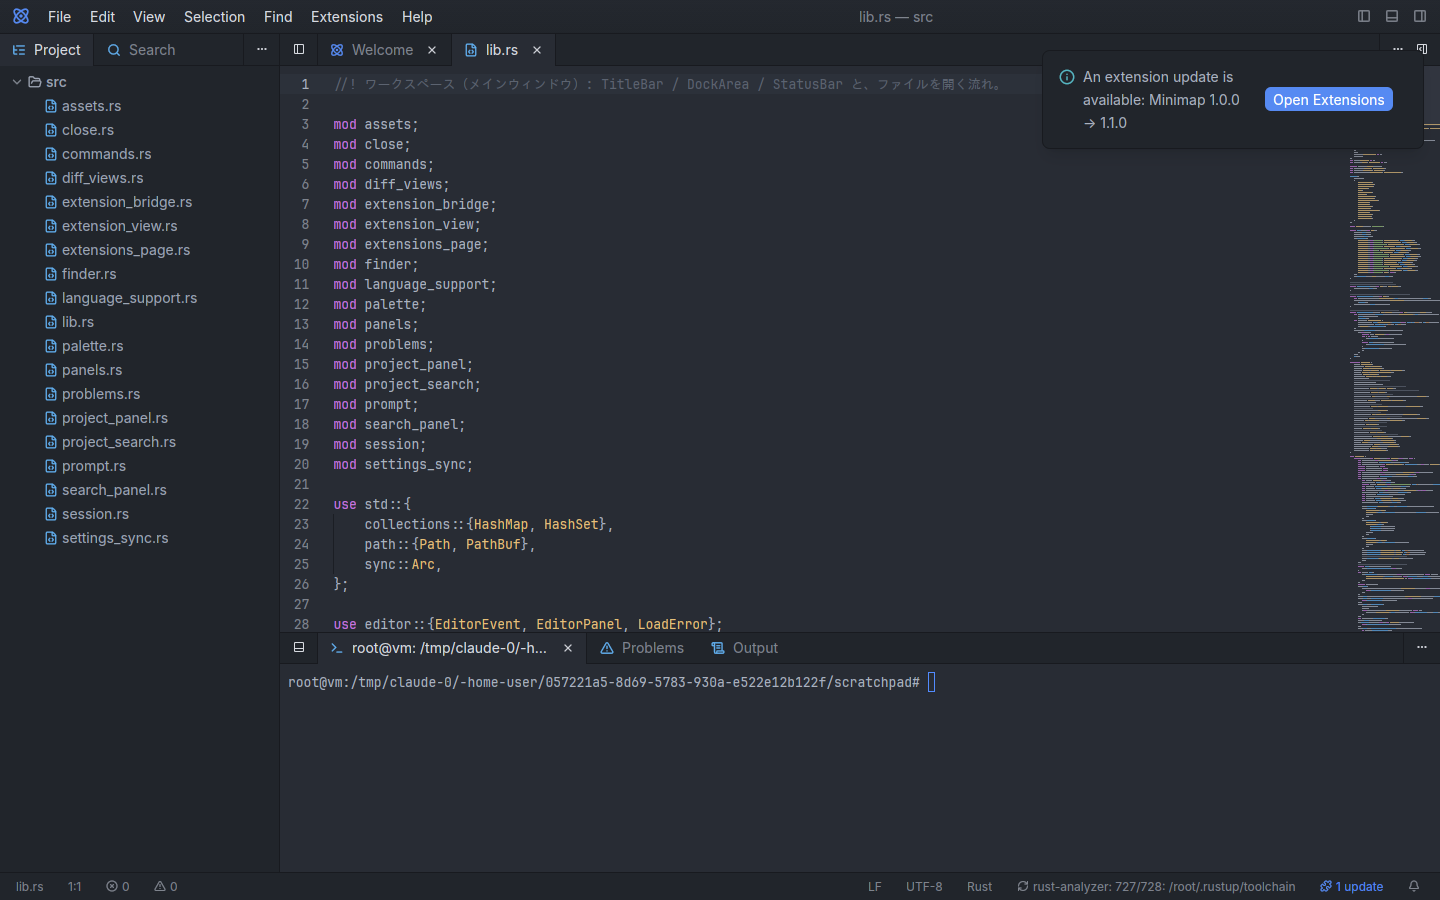 File Edit View Selection Find Extensions Help
lib.rs — src
Project
Search
Welcome
lib.rs
src
assets.rs
close.rs
commands.rs
diff_views.rs
extension_bridge.rs
extension_view.rs
extensions_page.rs
finder.rs
language_support.rs
lib.rs
palette.rs
panels.rs
problems.rs
project_panel.rs
project_search.rs
prompt.rs
search_panel.rs
session.rs
settings_sync.rs
1 //! ワークスペース（メインウィンドウ）: TitleBar / DockArea / StatusBar と、ファイルを開く流れ。
2
3 mod assets;
4 mod close;
5 mod commands;
6 mod diff_views;
7 mod extension_bridge;
8 mod extension_view;
9 mod extensions_page;
10 mod finder;
11 mod language_support;
12 mod palette;
13 mod panels;
14 mod problems;
15 mod project_panel;
16 mod project_search;
17 mod prompt;
18 mod search_panel;
19 mod session;
20 mod settings_sync;
21
22 use std::{
23 collections::{HashMap, HashSet},
24 path::{Path, PathBuf},
25 sync::Arc,
26 };
27
28 use editor::{EditorEvent, EditorPanel, LoadError};
An extension update is
available: Minimap 1.0.0
→ 1.1.0
Open Extensions
root@vm: /tmp/claude-0/-h...
Problems
Output
root@vm:/tmp/claude-0/-home-user/057221a5-8d69-5783-930a-e522e12b122f/scratchpad#
lib.rs
1:1
0
0
LF
UTF-8
Rust
rust-analyzer: 727/728: /root/.rustup/toolchain
1 update